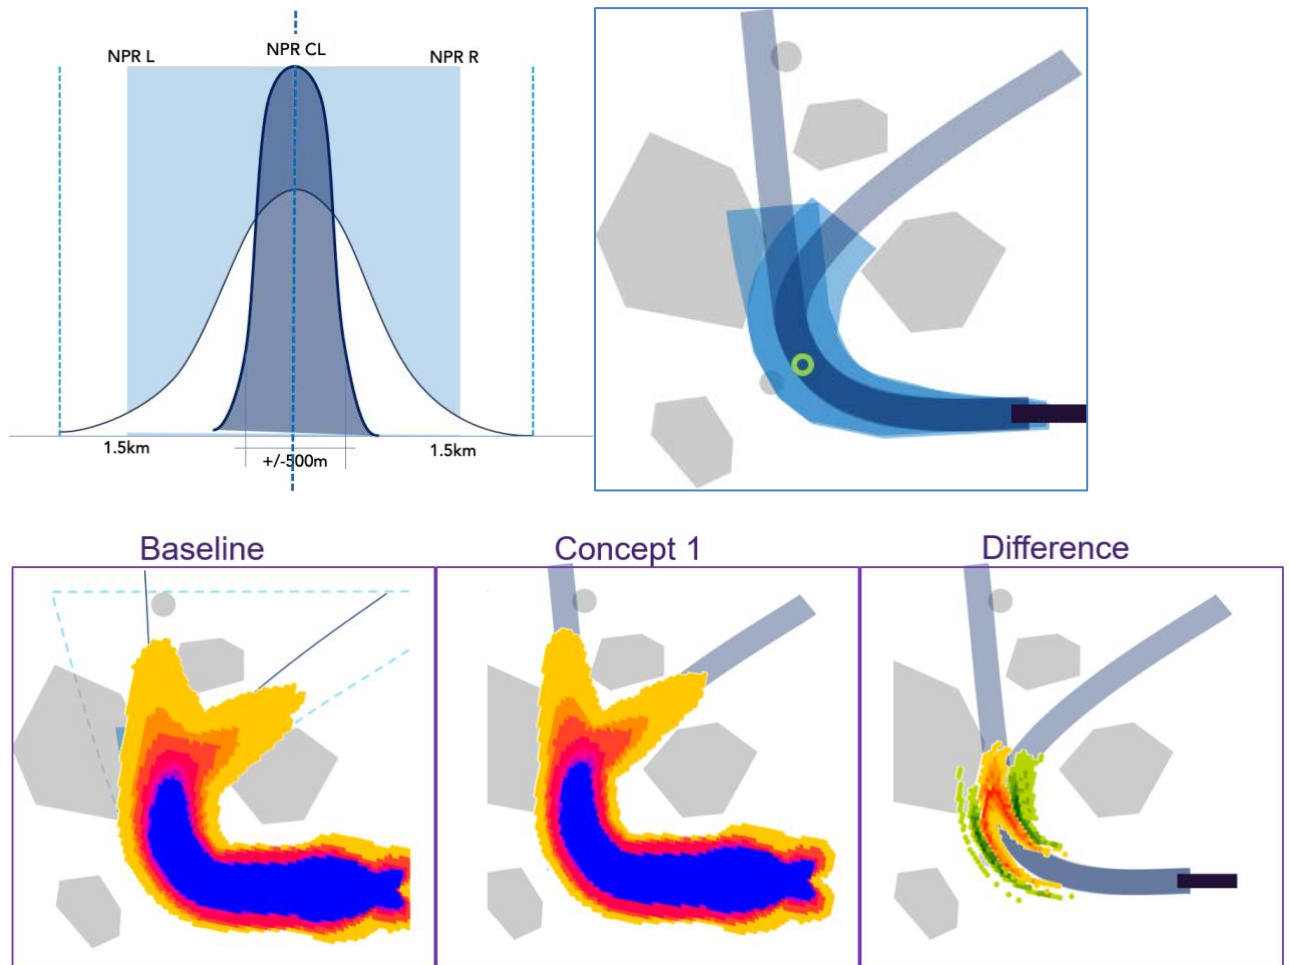 NPR CL
NPR L
NPR R
1.5km
1.5km
+/-500m
Baseline
Concept 1
Difference